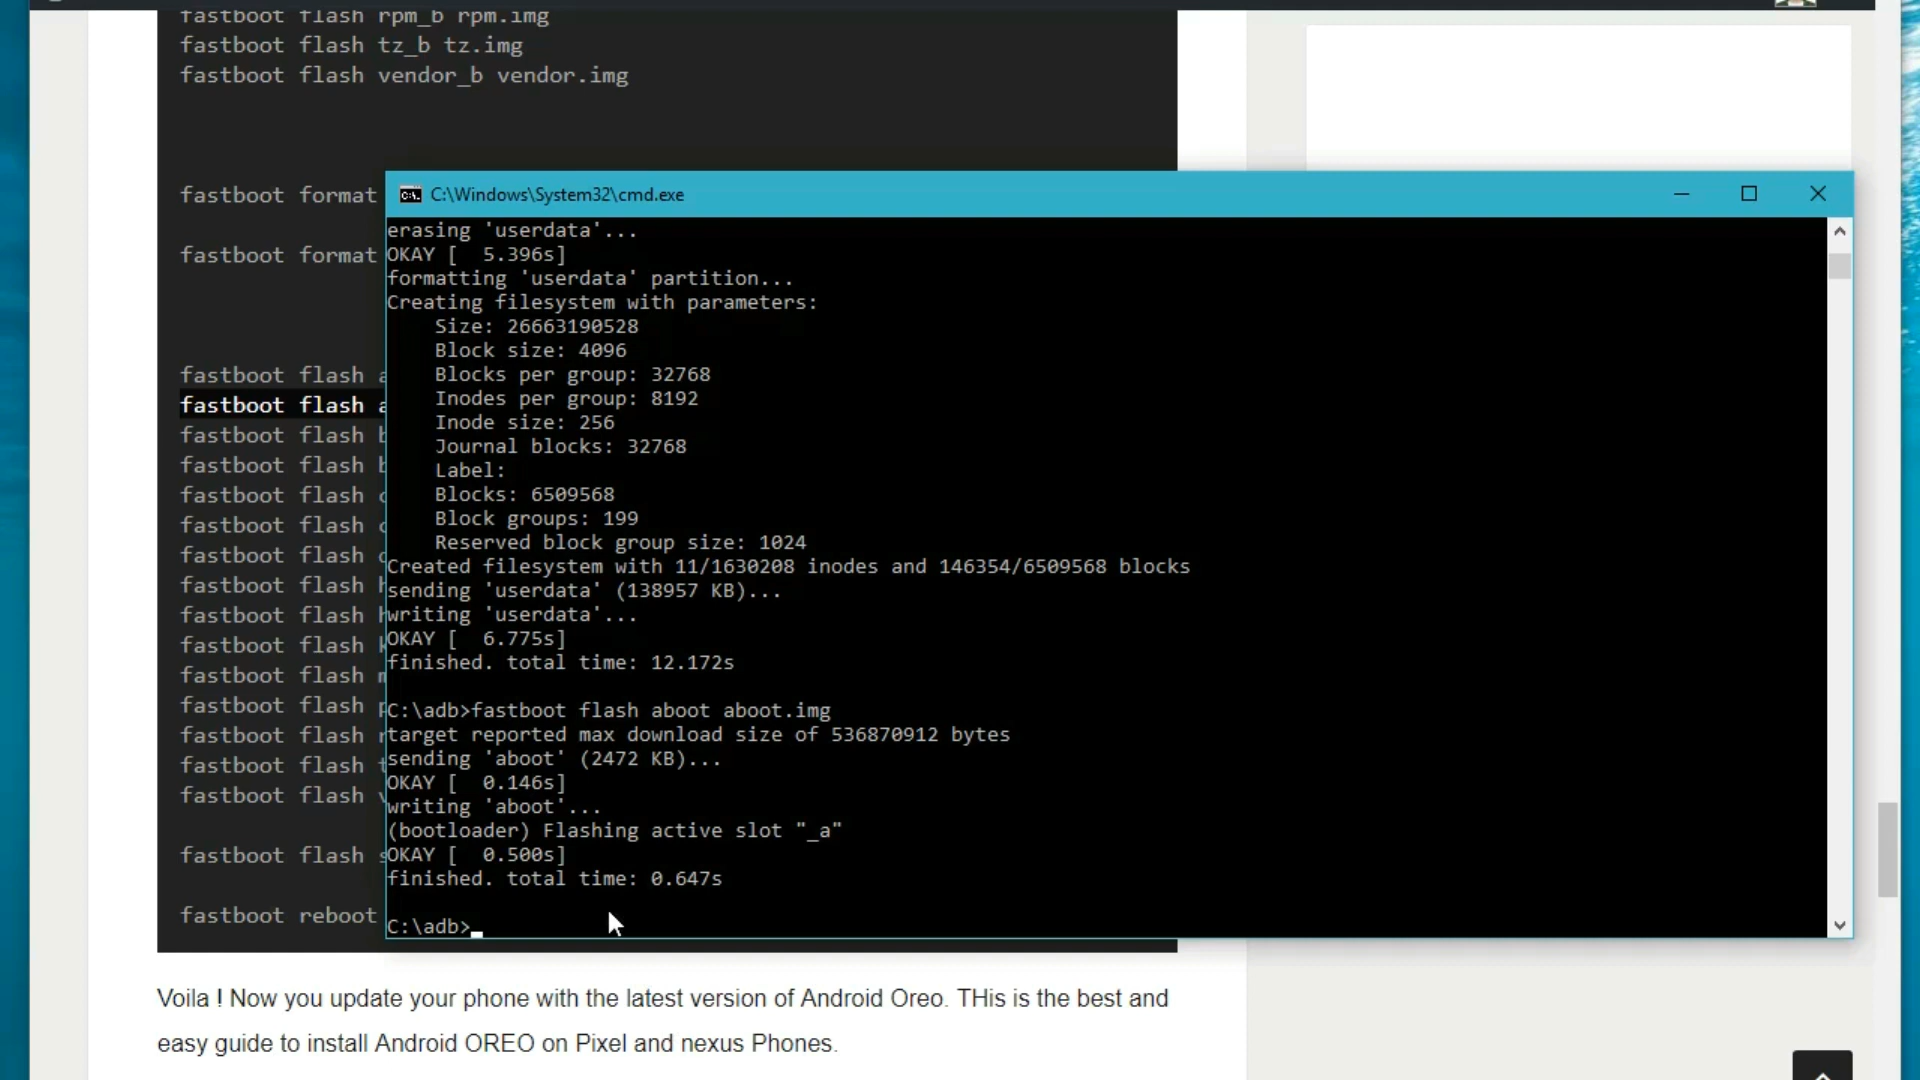 fastboot flash rpm_b rpm.img
fastboot flash tz_b tz.img
fastboot flash vendor_b vendor.img
fastboot format
fastboot format
fastboot flash a
fastboot flash a
fastboot flash b
fastboot flash b
fastboot flash c
fastboot flash c
fastboot flash
fastboot flash h
fastboot flash h
fastboot flash k
fastboot flash m
fastboot flash p
fastboot flash r
fastboot flash t
fastboot flash v
fastboot flash s
fastboot reboot
C:\Windows\System32\cmd.exe
erasing 'userdata'...
OKAY [  5.396s]
formatting 'userdata' partition...
Creating filesystem with parameters:
    Size: 26663190528
    Block size: 4096
    Blocks per group: 32768
    Inodes per group: 8192
    Inode size: 256
    Journal blocks: 32768
    Label:
    Blocks: 6509568
    Block groups: 199
    Reserved block group size: 1024
Created filesystem with 11/1630208 inodes and 146354/6509568 blocks
sending 'userdata' (138957 KB)...
writing 'userdata'...
OKAY [  6.775s]
finished. total time: 12.172s
C:\adb>fastboot flash aboot aboot.img
target reported max download size of 536870912 bytes
sending 'aboot' (2472 KB)...
OKAY [  0.146s]
writing 'aboot'...
(bootloader) Flashing active slot "_a"
OKAY [  0.500s]
finished. total time: 0.647s
C:\adb>
Voila ! Now you update your phone with the latest version of Android Oreo. THis is the best and
easy guide to install Android OREO on Pixel and nexus Phones.